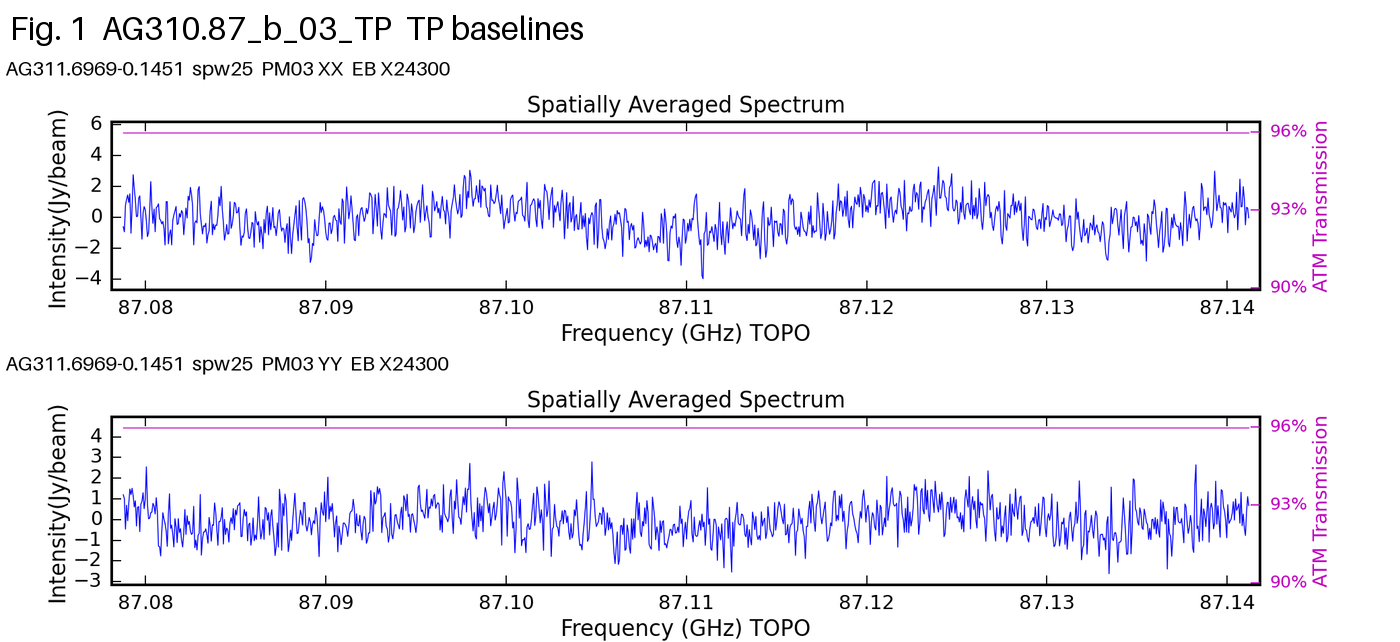 Fig. 1 AG310.87_b_03_TP TP baselines
AG311.6969-0.1451 spw25 PM03 XX EB X24300
Spatially Averaged Spectrum
Intensity(Jy/beam)
6
4
2
0
−2
−4
96%
93%
90%
ATM Transmission
87.08 87.09 87.10 87.11 87.12 87.13 87.14
Frequency (GHz) TOPO
AG311.6969-0.1451 spw25 PM03 YY EB X24300
Spatially Averaged Spectrum
Intensity(Jy/beam)
4
3
2
1
0
−1
−2
−3
96%
93%
90%
ATM Transmission
87.08 87.09 87.10 87.11 87.12 87.13 87.14
Frequency (GHz) TOPO